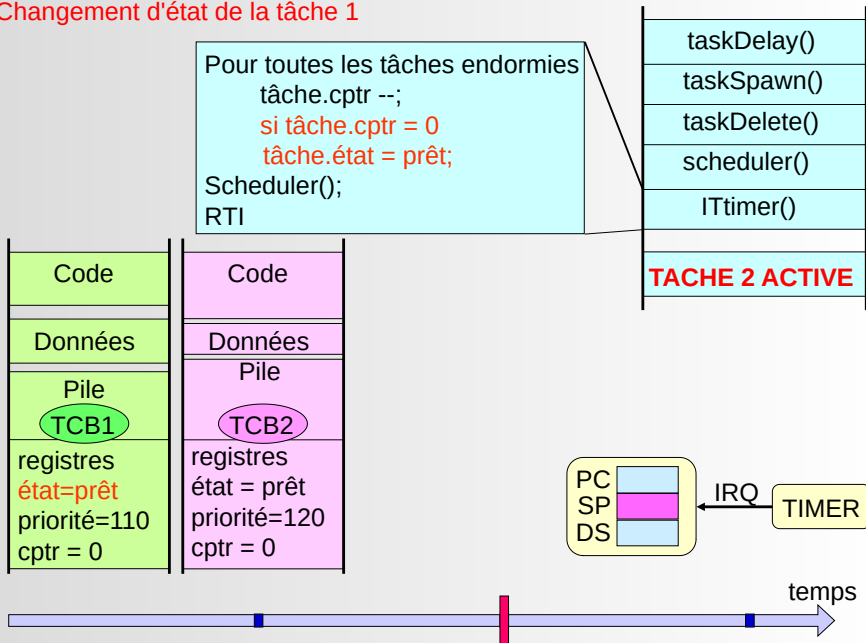 Changement d'état de la tâche 1
Pour toutes les tâches endormies
tâche.cptr --;
si tâche.cptr = 0
tâche.état = prêt;
Scheduler();
RTI
taskDelay()
taskSpawn()
taskDelete()
scheduler()
ITtimer()
TACHE 2 ACTIVE
Code
Données
Pile
TCB1
registres
état=prêt
priorité=110
cptr = 0
Code
Données
Pile
TCB2
registres
état = prêt
priorité=120
cptr = 0
PC
SP
DS
IRQ
TIMER
temps